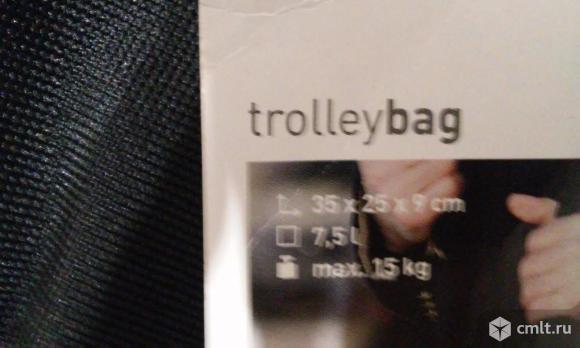 trolleybag
35 x 25 x 9 cm
7,5 l
max. 15 kg
cmlt.ru